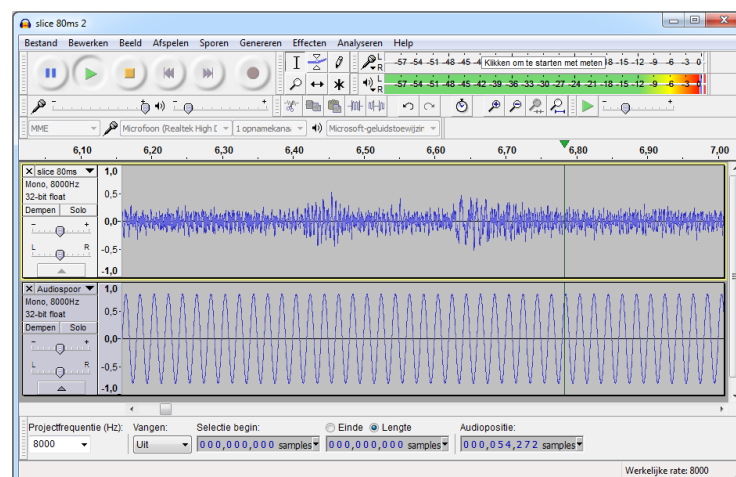 slice 80ms 2
Bestand Bewerken Beeld Afspelen Sporen Genereren Effecten Analyseren Help
L R -57 -54 -51 -48 -45 -4 Klikken om te starten met meten 8 -15 -12 -9 -6 -3 0
L R -57 -54 -51 -48 -45 -42 -39 -36 -33 -30 -27 -24 -21 -18 -15 -12 -9 -6 -3 0
- + - + - +
MME Microfoon (Realtek High D 1 opnamekana Microsoft-geluidstoewijzir
6,10 6,20 6,30 6,40 6,50 6,60 6,70 6,80 6,90 7,00
slice 80ms 1,0
Mono, 8000Hz
32-bit float 0,5-
Dempen Solo
- + 0,0-
L R -0,5-
-1,0
Audiospoor 1,0
Mono, 8000Hz
32-bit float 0,5-
Dempen Solo
- + 0,0-
L R -0,5-
-1,0
Projectfrequentie (Hz): Vangen: Selectie begin: Einde Lengte Audiopositie:
8000 Uit 000,000,000 samples 000,000,000 samples 000,054,272 samples
Werkelijke rate: 8000